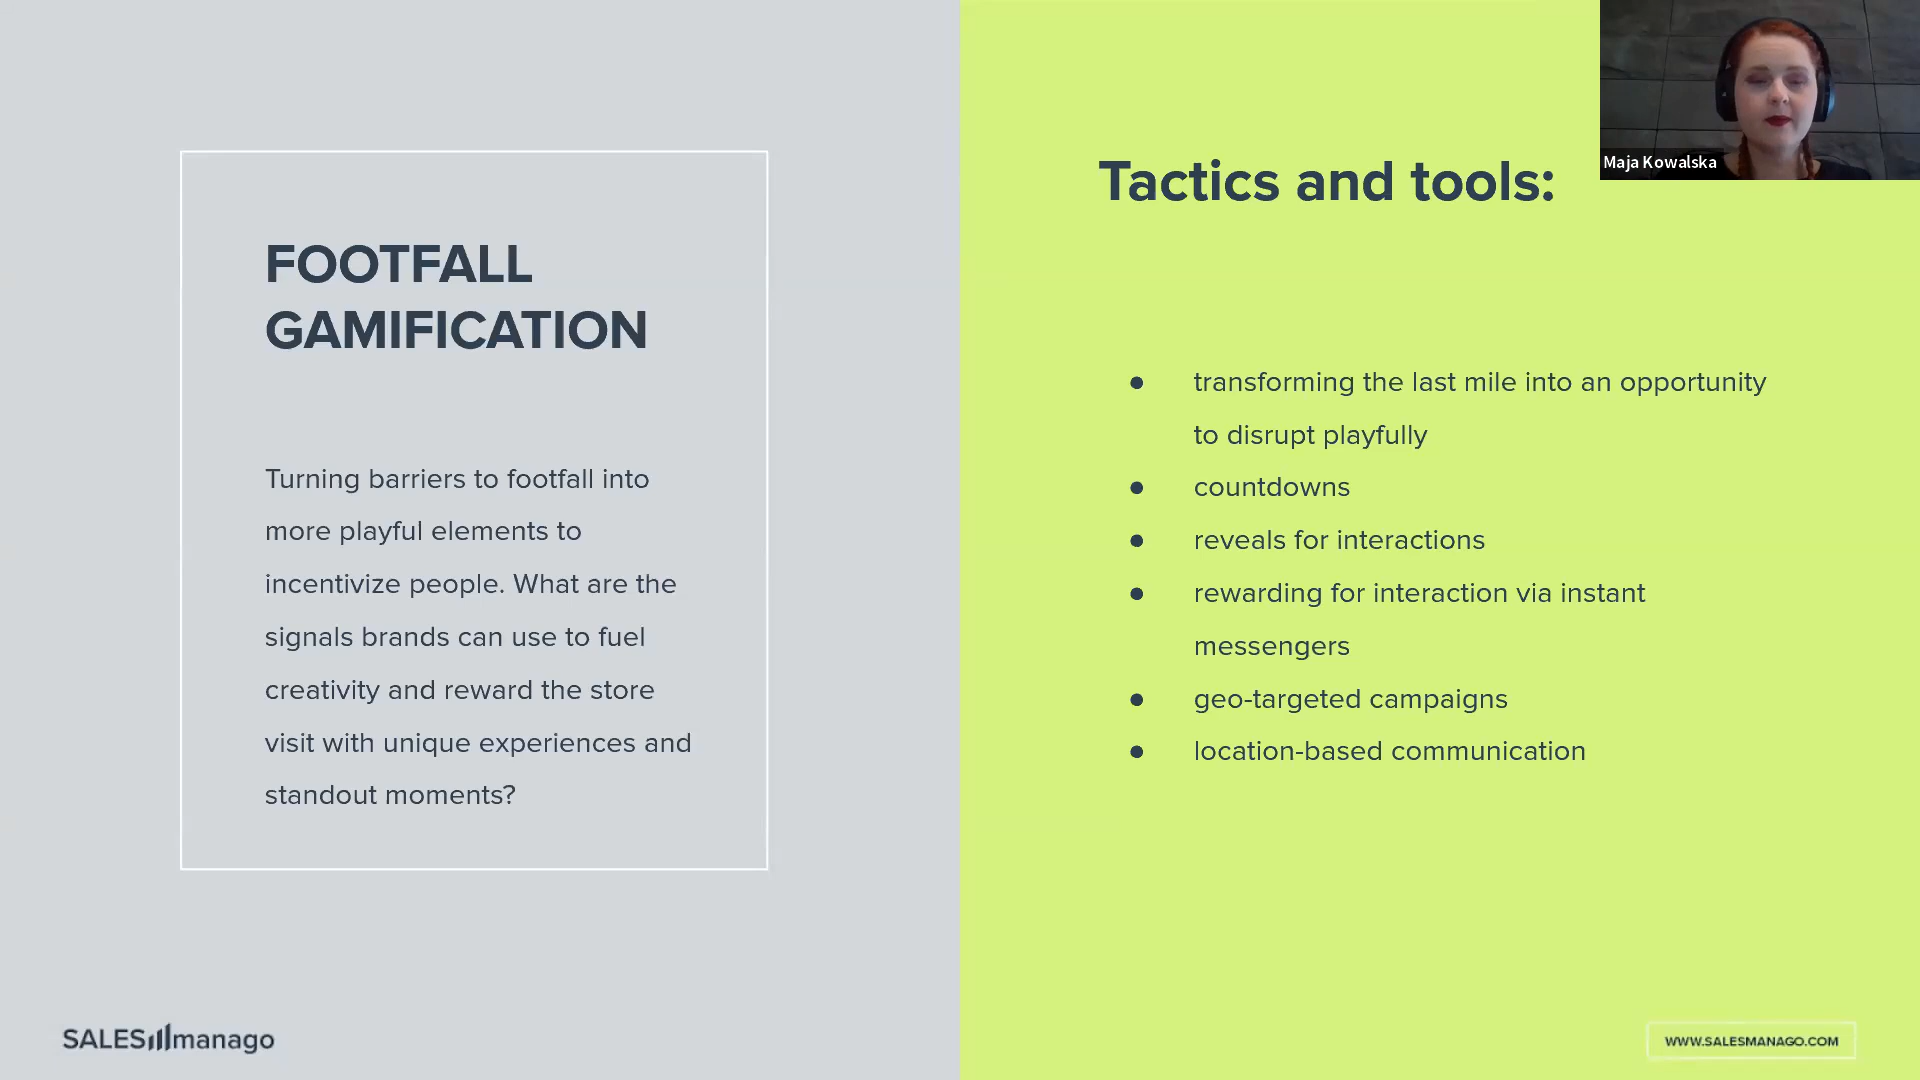 FOOTFALL
GAMIFICATION
Turning barriers to footfall into
more playful elements to
incentivize people. What are the
signals brands can use to fuel
creativity and reward the store
visit with unique experiences and
standout moments?
SALESmanago
Tactics and tools:
● transforming the last mile into an opportunity
to disrupt playfully
● countdowns
● reveals for interactions
● rewarding for interaction via instant
messengers
● geo-targeted campaigns
● location-based communication
Maja Kowalska
WWW.SALESMANAGO.COM